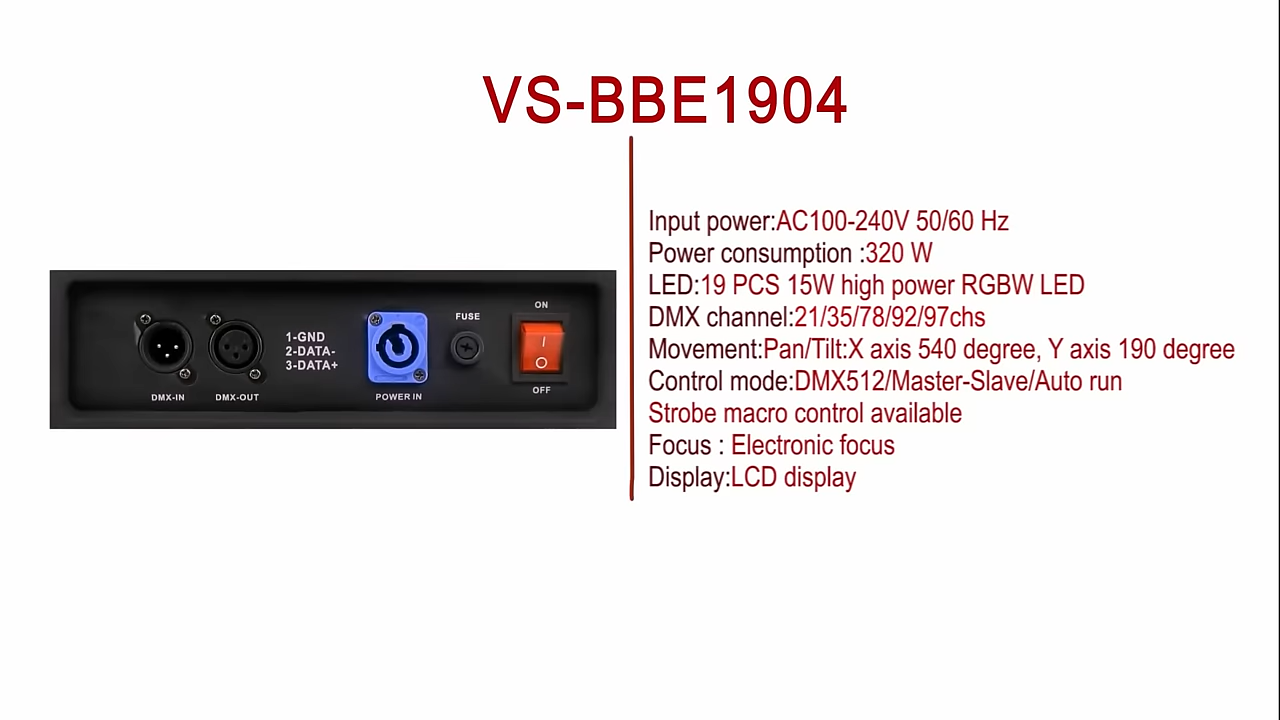 VS-BBE1904
Input power:AC100-240V 50/60 Hz
Power consumption :320 W
LED:19 PCS 15W high power RGBW LED
DMX channel:21/35/78/92/97chs
Movement:Pan/Tilt:X axis 540 degree, Y axis 190 degree
Control mode:DMX512/Master-Slave/Auto run
Strobe macro control available
Focus : Electronic focus
Display:LCD display
1-GND
2-DATA-
3-DATA+
DMX-IN
DMX-OUT
POWER IN
FUSE
ON
I
O
OFF